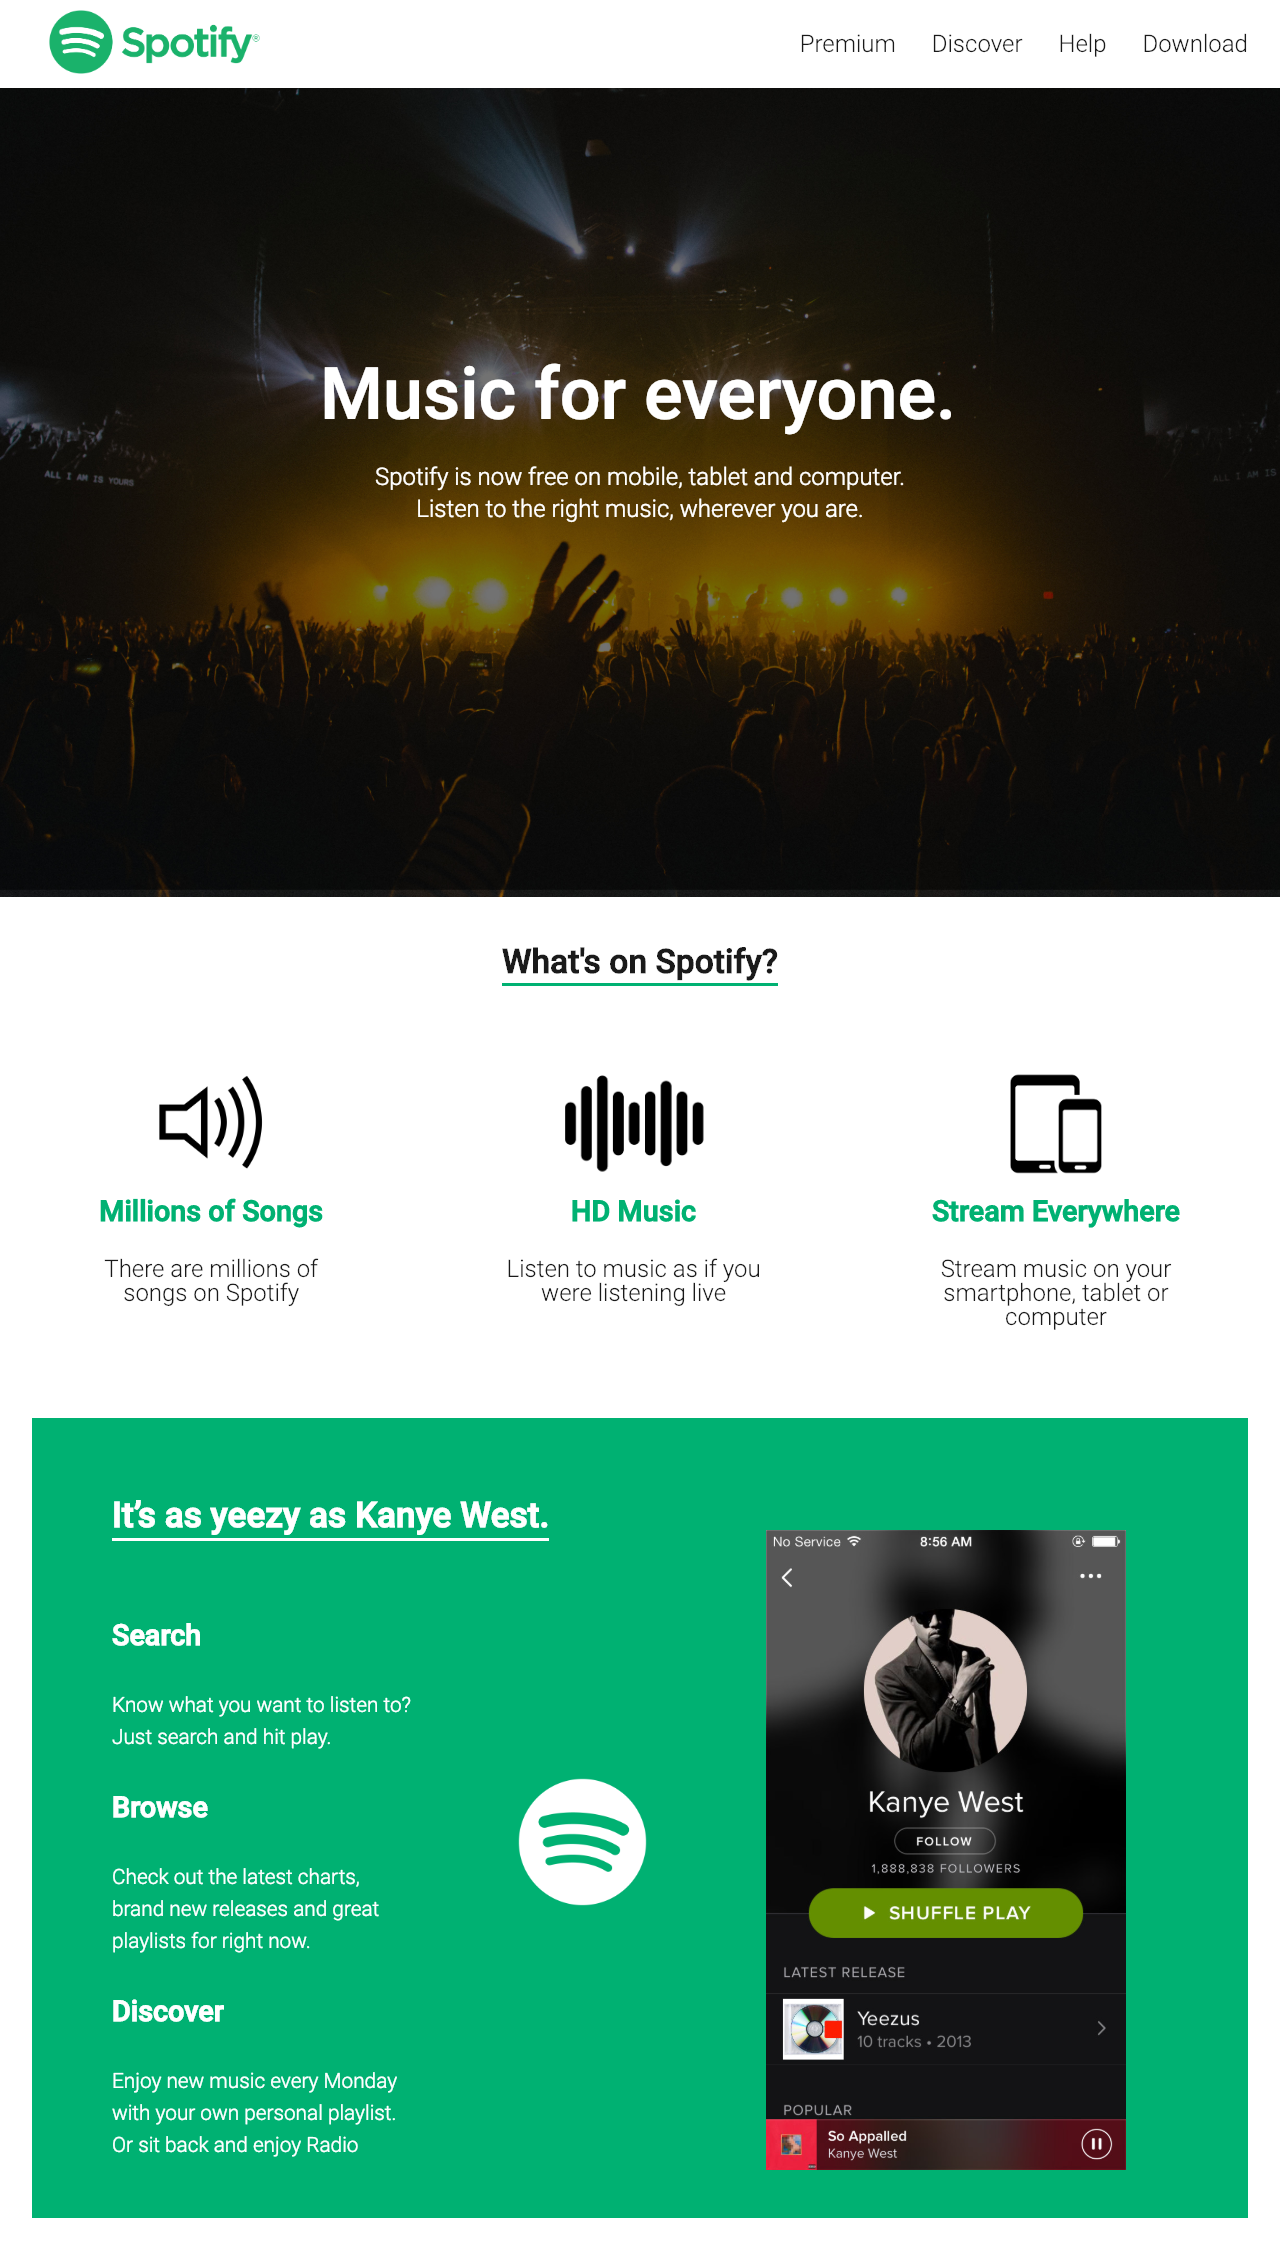 Spotify®
Premium Discover Help Download
ALL I AM IS YOURS
ALL I AM IS
Music for everyone.
Spotify is now free on mobile, tablet and computer.
Listen to the right music, wherever you are.
What's on Spotify?
Millions of Songs
There are millions of
songs on Spotify
HD Music
Listen to music as if you
were listening live
Stream Everywhere
Stream music on your
smartphone, tablet or
computer
It’s as yeezy as Kanye West.
Search
Know what you want to listen to?
Just search and hit play.
Browse
Check out the latest charts,
brand new releases and great
playlists for right now.
Discover
Enjoy new music every Monday
with your own personal playlist.
Or sit back and enjoy Radio
No Service 8:56 AM
Kanye West
FOLLOW
1,888,838 FOLLOWERS
SHUFFLE PLAY
LATEST RELEASE
Yeezus
10 tracks • 2013
POPULAR
So Appalled
Kanye West